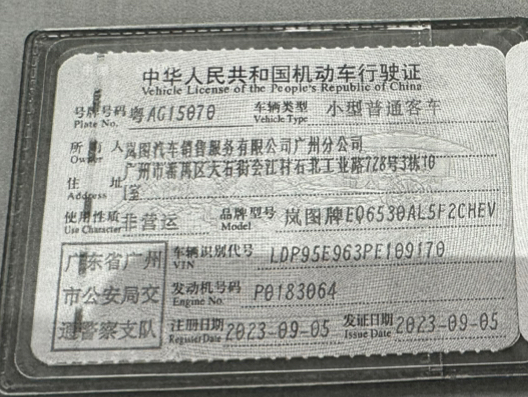 中华人民共和国机动车行驶证
Vehicle License of the People's Republic of China
号牌号码 粤AG15070 车辆类型 小型普通客车
Plate No. Vehicle Type
所有人 岚图汽车销售服务有限公司广州分公司
Owner
广州市番禺区大石街会江村石北工业路728号3栋10
住址 室
Address
使用性质 非营运 品牌型号 岚图牌EQ6530AL5F2CHEV
Use Character Model
广东省广州
市公安局交
通警察支队
车辆识别代号 LDP95E963PE109170
VIN
发动机号码 P0183064
Engine No.
注册日期 2023-09-05 发证日期 2023-09-05
Register Date Issue Date